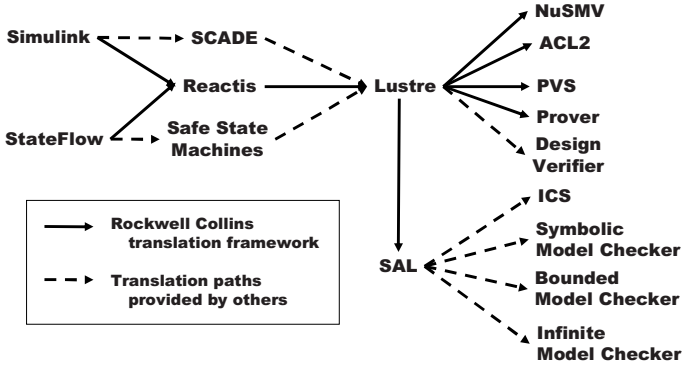 NuSMV
Simulink
SCADE
ACL2
Reactis
Lustre
PVS
Prover
StateFlow
Safe State
Machines
Design
Verifier
ICS
Rockwell Collins
translation framework
Symbolic
Model Checker
SAL
Translation paths
provided by others
Bounded
Model Checker
Infinite
Model Checker